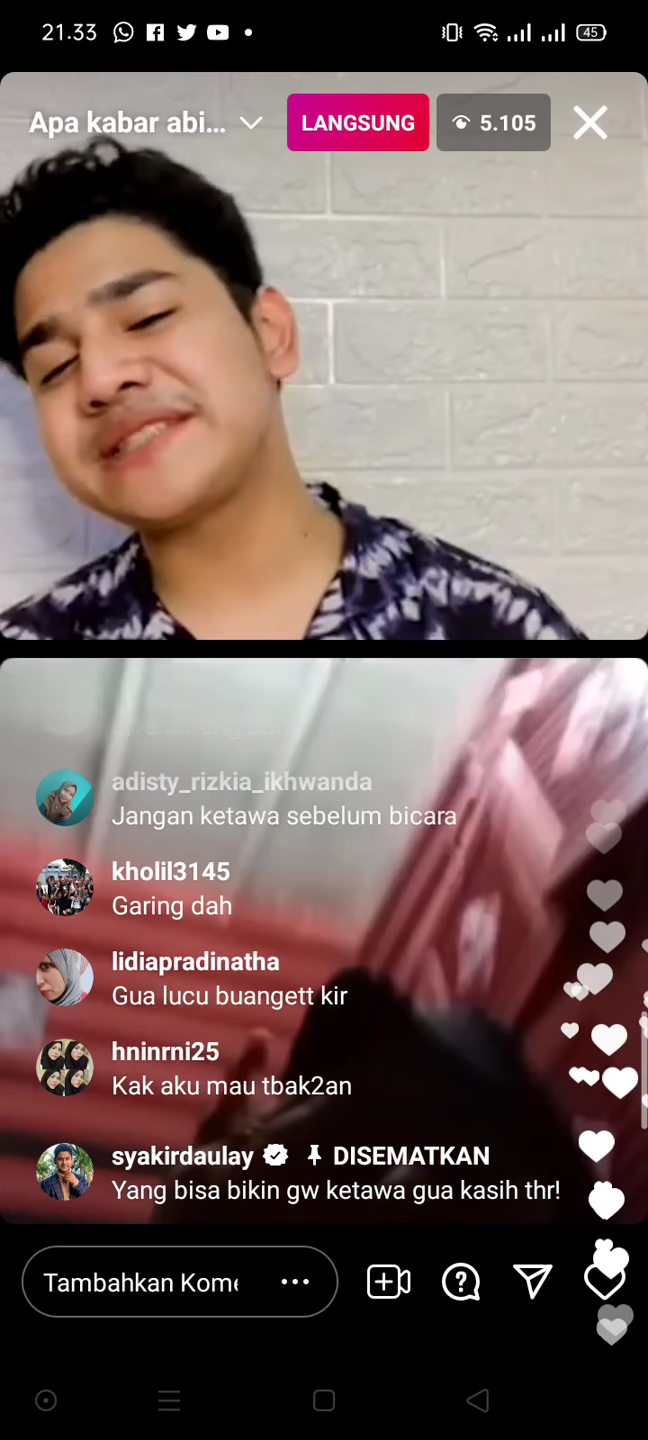 21.33
45
Apa kabar abi...
LANGSUNG
5.105
adisty_rizkia_ikhwanda
Jangan ketawa sebelum bicara
kholil3145
Garing dah
lidiapradinatha
Gua lucu buangett kir
hninrni25
Kak aku mau tbak2an
syakirdaulay DISEMATKAN
Yang bisa bikin gw ketawa gua kasih thr!
Tambahkan Kome